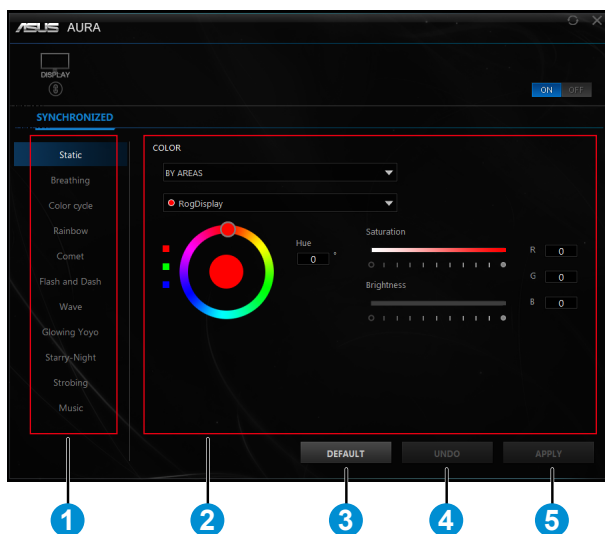 ASUS AURA
DISPLAY
ON OFF
SYNCHRONIZED
Static
Breathing
Color cycle
Rainbow
Comet
Flash and Dash
Wave
Glowing Yoyo
Starry-Night
Strobing
Music
COLOR
BY AREAS
RogDisplay
Hue
0 °
Saturation
Brightness
R 0
G 0
B 0
DEFAULT UNDO APPLY
1 2 3 4 5